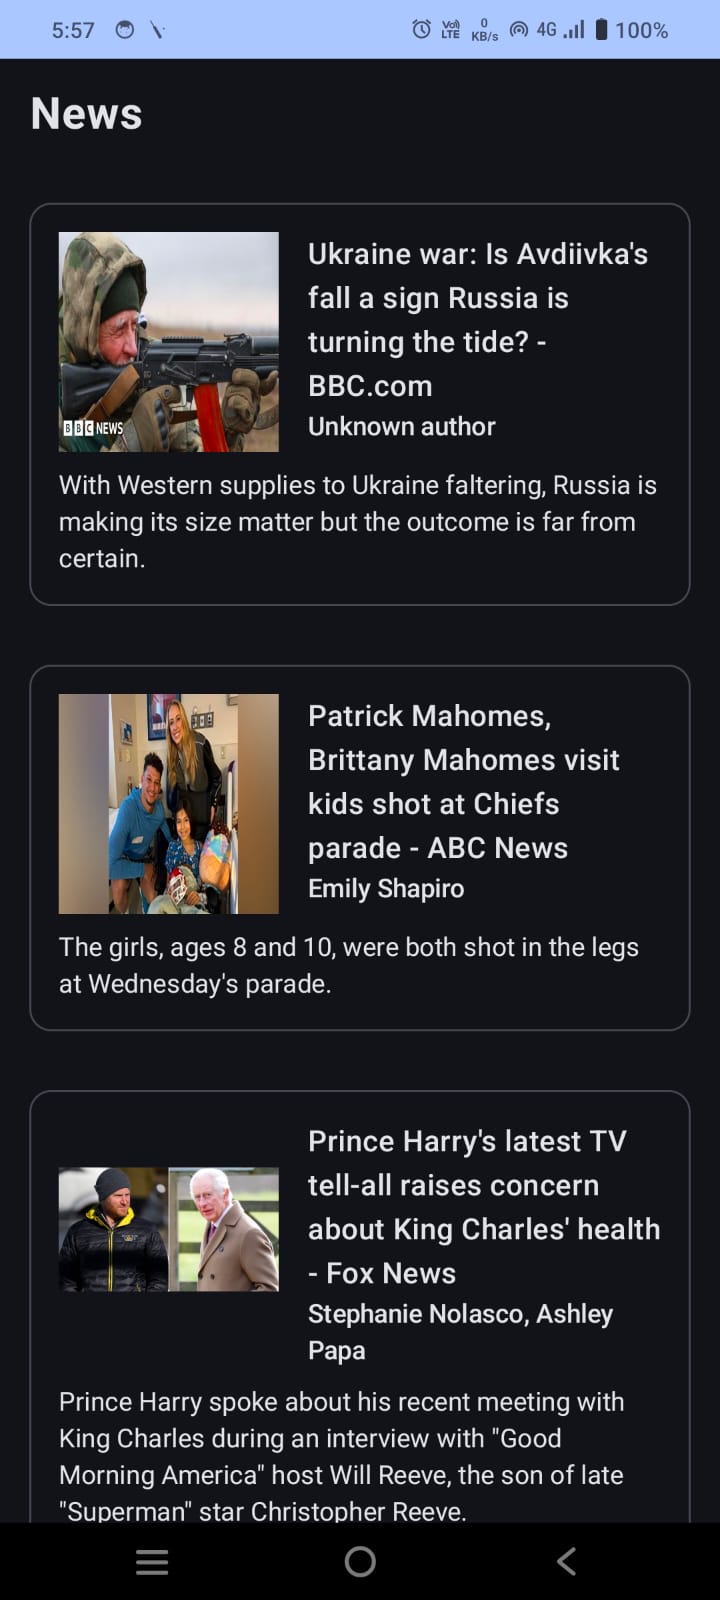 5:57 Vo) LTE 0 KB/s 4G 100%
News
Ukraine war: Is Avdiivka's
fall a sign Russia is
turning the tide? -
BBC.com
Unknown author
BBC NEWS
With Western supplies to Ukraine faltering, Russia is
making its size matter but the outcome is far from
certain.
Patrick Mahomes,
Brittany Mahomes visit
kids shot at Chiefs
parade - ABC News
Emily Shapiro
The girls, ages 8 and 10, were both shot in the legs
at Wednesday's parade.
Prince Harry's latest TV
tell-all raises concern
about King Charles' health
- Fox News
Stephanie Nolasco, Ashley
Papa
Prince Harry spoke about his recent meeting with
King Charles during an interview with "Good
Morning America" host Will Reeve, the son of late
"Superman" star Christopher Reeve.